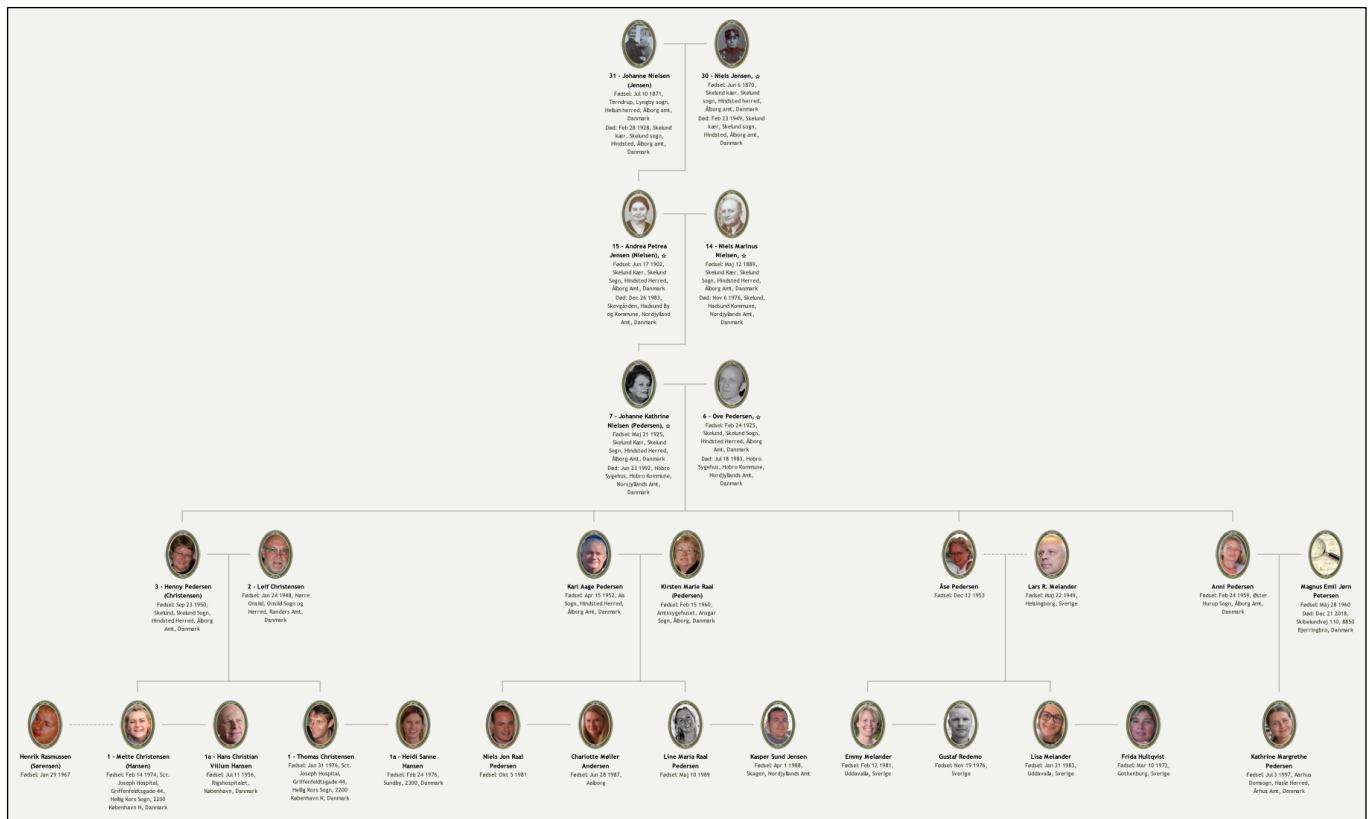 31 - Johanne Nielsen
(Jensen)
Fødsel: Jul 10 1871,
Terndrup, Lyngby sogn,
Hellum herred, Ålborg amt,
Danmark
Død: Feb 28 1928, Skelund
kær, Skelund sogn,
Hindsted, Ålborg amt,
Danmark
30 - Niels Jensen, ☆
Fødsel: Jun 6 1870,
Skelund kær, Skelund
sogn, Hindsted herred,
Ålborg amt, Danmark
Død: Feb 23 1949, Skelund
kær, Skelund sogn,
Hindsted, Ålborg amt,
Danmark
15 - Andrea Petrea
Jensen (Nielsen), ☆
Fødsel: Jun 17 1902,
Skelund Kær, Skelund
Sogn, Hindsted Herred,
Ålborg Amt, Danmark
Død: Dec 26 1983,
Skovgården, Hadsund By
og Kommune, Nordjylland
Amt, Danmark
14 - Niels Marinus
Nielsen, ☆
Fødsel: Maj 12 1889,
Skelund Kær, Skelund
Sogn, Hindsted Herred,
Ålborg Amt, Danmark
Død: Nov 6 1976, Skelund,
Hadsund Kommune,
Nordjyllands Amt,
Danmark
7 - Johanne Kathrine
Nielsen (Pedersen), ☆
Fødsel: Maj 21 1925,
Skelund Kær, Skelund
Sogn, Hindsted Herred,
Ålborg Amt, Danmark
Død: Jun 23 1992, Hobro
Sygehus, Hobro Kommune,
Norsjyllands Amt,
Danmark
6 - Ove Pedersen, ☆
Fødsel: Feb 24 1925,
Skelund, Skelund Sogn,
Hindsted Herred, Ålborg
Amt, Danmark
Død: Jul 18 1983, Hobro
Sygehus, Hobro Kommune,
Nordjyllands Amt,
Danmark
3 - Henny Pedersen
(Christensen)
Fødsel: Sep 23 1950,
Skelund, Skelund Sogn,
Hindsted Herred, Ålborg
Amt, Danmark
2 - Leif Christensen
Fødsel: Jan 24 1948, Nørre
Onsild, Onsild Sogn og
Herred, Randers Amt,
Danmark
Karl Aage Pedersen
Fødsel: Apr 15 1952, Als
Sogn, Hindsted Herred,
Ålborg Amt, Danmark
Kirsten Marie Raal
(Pedersen)
Fødsel: Feb 15 1960,
Amtssygehuset, Ansgar
Sogn, Ålborg, Danmark
Åse Pedersen
Fødsel: Dec 12 1953
Lars R. Melander
Fødsel: Maj 22 1949,
Helsingborg, Sverige
Anni Pedersen
Fødsel: Feb 24 1959, Øster
Hurup Sogn, Ålborg Amt,
Danmark
Magnus Emil Jørn
Petersen
Fødsel: Maj 28 1960
Død: Dec 21 2018,
Skibelundvej 110, 8850
Bjerringbro, Danmark
Henrik Rasmussen
(Sørensen)
Fødsel: Jan 29 1967
1 - Mette Christensen
(Hansen)
Fødsel: Feb 14 1974, Sct.
Joseph Hospital,
Griffenfeldtsgade 44,
Hellig Kors Sogn, 2200
København N, Danmark
1a - Hans Christian
Villum Hansen
Fødsel: Jul 11 1956,
Rigshospitalet,
København, Danmark
1 - Thomas Christensen
Fødsel: Jan 31 1976, Sct.
Joseph Hospital,
Griffenfeldtsgade 44,
Hellig Kors Sogn, 2200
København N, Danmark
1a - Heidi Sanne
Hansen
Fødsel: Feb 24 1976,
Sundby, 2300, Danmark
Niels Jon Raal
Pedersen
Fødsel: Okt 5 1981
Charlotte Møller
Andersen
Fødsel: Jun 28 1987,
Aalborg
Line Maria Raal
Pedersen
Fødsel: Maj 10 1989
Kasper Sund Jensen
Fødsel: Apr 1 1988,
Skagen, Nordjyllands Amt
Emmy Melander
Fødsel: Feb 12 1981,
Uddavalla, Sverige
Gustaf Redemo
Fødsel: Nov 19 1976,
Sverige
Lisa Melander
Fødsel: Jan 31 1983,
Uddavalla, Sverige
Frida Hultqvist
Fødsel: Mar 10 1972,
Gothenburg, Sverige
Kathrine Margrethe
Pedersen
Fødsel: Jul 3 1997, Aarhus
Domsogn, Hasle Herred,
Århus Amt, Denmark